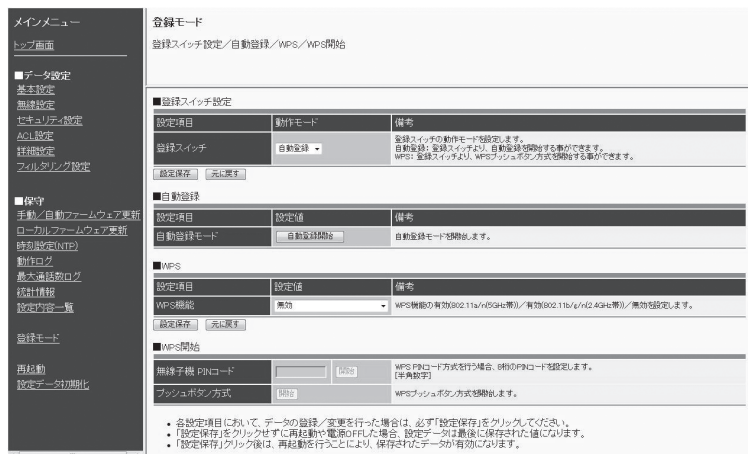 メインメニュー
トップ画面
■データ設定
基本設定
無線設定
セキュリティ設定
ACL設定
詳細設定
フィルタリング設定
■保守
手動/自動ファームウェア更新
ローカルファームウェア更新
時刻設定(NTP)
動作ログ
最大通話数ログ
統計情報
設定内容一覧
登録モード
再起動
設定データ初期化
登録モード
登録スイッチ設定/自動登録/WPS/WPS開始
■登録スイッチ設定
設定項目 動作モード 備考
登録スイッチ 自動登録 登録スイッチの動作モードを設定します。
自動登録: 登録スイッチより、自動登録を開始する事ができます。
WPS: 登録スイッチより、WPSプッシュボタン方式を開始する事ができます。
設定保存 元に戻す
■自動登録
設定項目 設定値 備考
自動登録モード 自動登録開始 自動登録モードを開始します。
■WPS
設定項目 設定値 備考
WPS機能 無効 WPS機能の有効(802.11a/n(5GHz帯))/有効(802.11b/g/n(2.4GHz帯))/無効を設定します。
設定保存 元に戻す
■WPS開始
無線子機 PINコード 開始 WPS PINコード方式を行う場合、8桁のPINコードを設定します。
[半角数字]
プッシュボタン方式 開始 WPSプッシュボタン方式を開始します。
• 各設定項目において、データの登録/変更を行った場合は、必ず「設定保存」をクリックしてください。
• 「設定保存」をクリックせずに再起動や電源OFFした場合、設定データは最後に保存された値になります。
• 「設定保存」クリック後は、再起動を行うことにより、保存されたデータが有効になります。